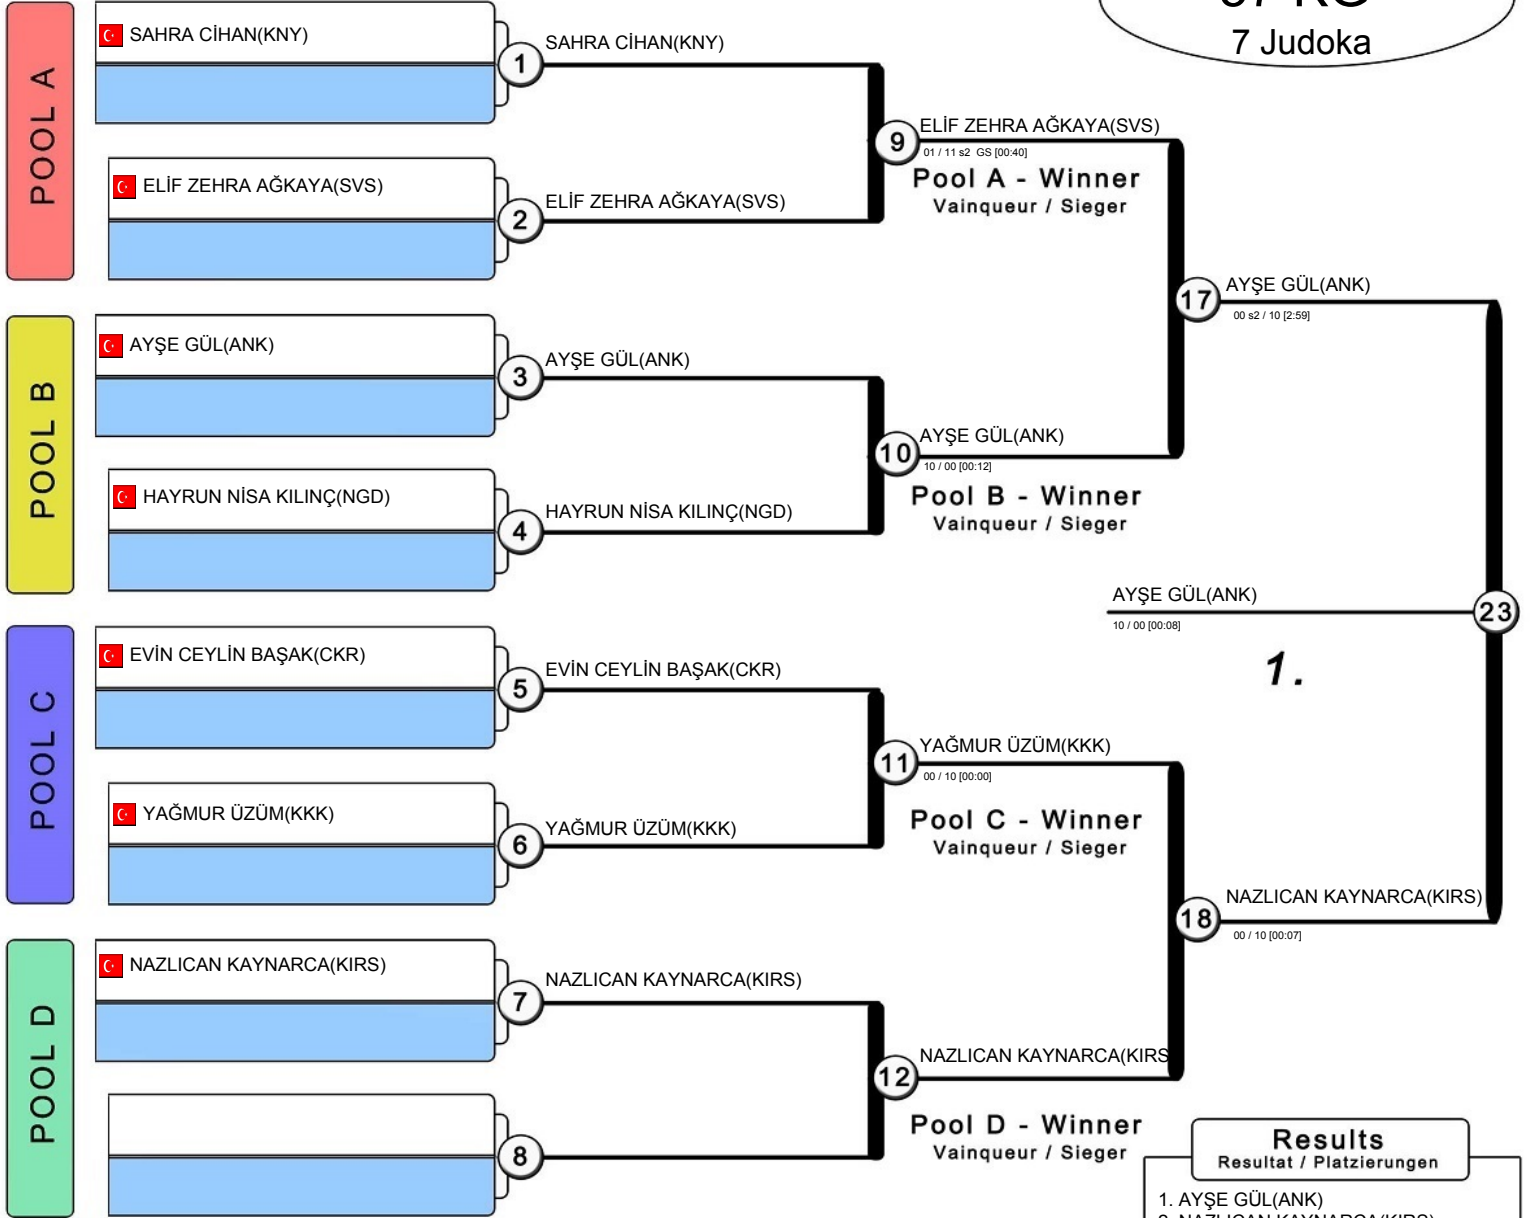 7 Judoka
POOL A
SAHRA CİHAN(KNY)
1
SAHRA CİHAN(KNY)
ELİF ZEHRA AĞKAYA(SVS)
2
ELİF ZEHRA AĞKAYA(SVS)
9
ELİF ZEHRA AĞKAYA(SVS)
01 / 11 s2 GS [00:40]
Pool A - Winner
Vainqueur / Sieger
POOL B
AYŞE GÜL(ANK)
3
AYŞE GÜL(ANK)
HAYRUN NİSA KILINÇ(NGD)
4
HAYRUN NİSA KILINÇ(NGD)
10
AYŞE GÜL(ANK)
10 / 00 [00:12]
Pool B - Winner
Vainqueur / Sieger
17
AYŞE GÜL(ANK)
00 s2 / 10 [2:59]
POOL C
EVİN CEYLİN BAŞAK(CKR)
5
EVİN CEYLİN BAŞAK(CKR)
YAĞMUR ÜZÜM(KKK)
6
YAĞMUR ÜZÜM(KKK)
11
YAĞMUR ÜZÜM(KKK)
00 / 10 [00:00]
Pool C - Winner
Vainqueur / Sieger
POOL D
NAZLICAN KAYNARCA(KIRS)
7
NAZLICAN KAYNARCA(KIRS)
8
12
NAZLICAN KAYNARCA(KIRS
Pool D - Winner
Vainqueur / Sieger
18
NAZLICAN KAYNARCA(KIRS)
00 / 10 [00:07]
AYŞE GÜL(ANK)
10 / 00 [00:08]
23
1.
Results
Resultat / Platzierungen
1. AYŞE GÜL(ANK)
2. NAZLICAN KAYNARCA(KIRS)